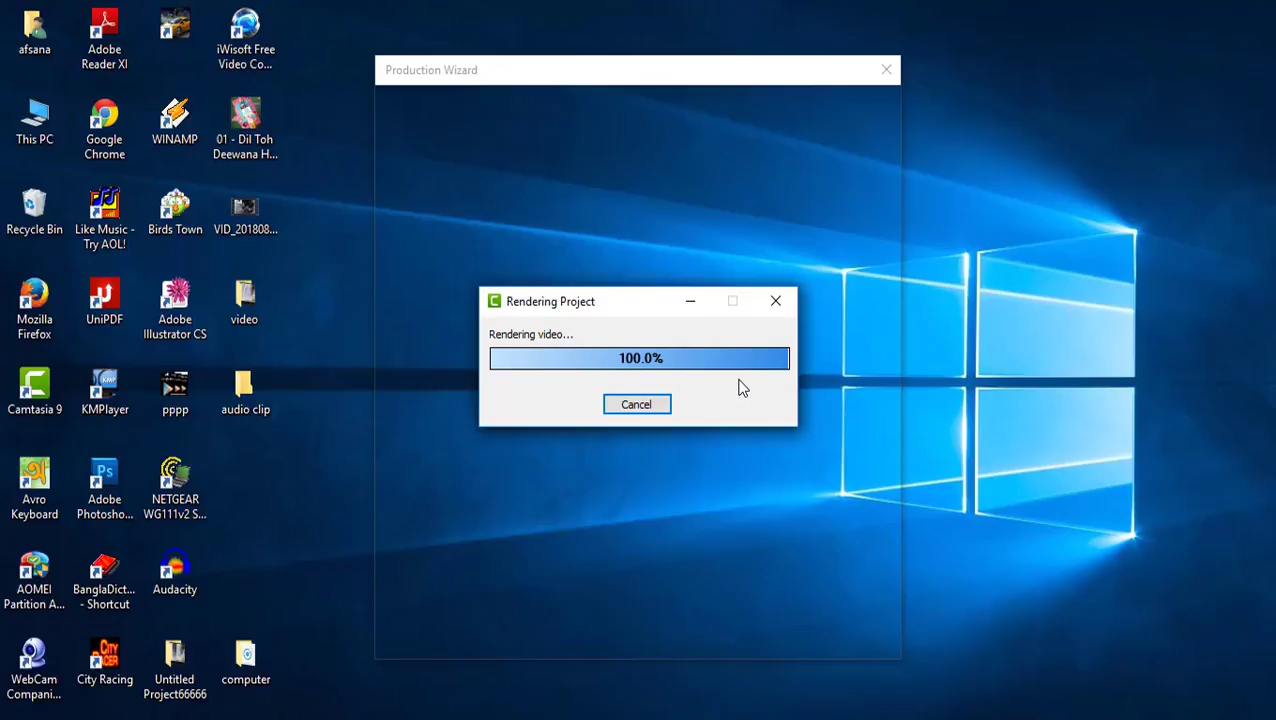 afsana
Adobe
Reader XI
iWisoft Free
Video Co...
This PC
Google
Chrome
WINAMP
01 - Dil Toh
Deewana H...
Recycle Bin
Like Music -
Try AOL!
Birds Town
VID_201808...
Mozilla
Firefox
UniPDF
Adobe
Illustrator CS
video
Camtasia 9
KMPlayer
pppp
audio clip
Avro
Keyboard
Adobe
Photosho...
NETGEAR
WG111v2 S...
AOMEI
Partition A...
BanglaDict...
- Shortcut
Audacity
WebCam
Compani...
City Racing
Untitled
Project66666
computer
Production Wizard
Rendering Project
Rendering video...
100.0%
Cancel